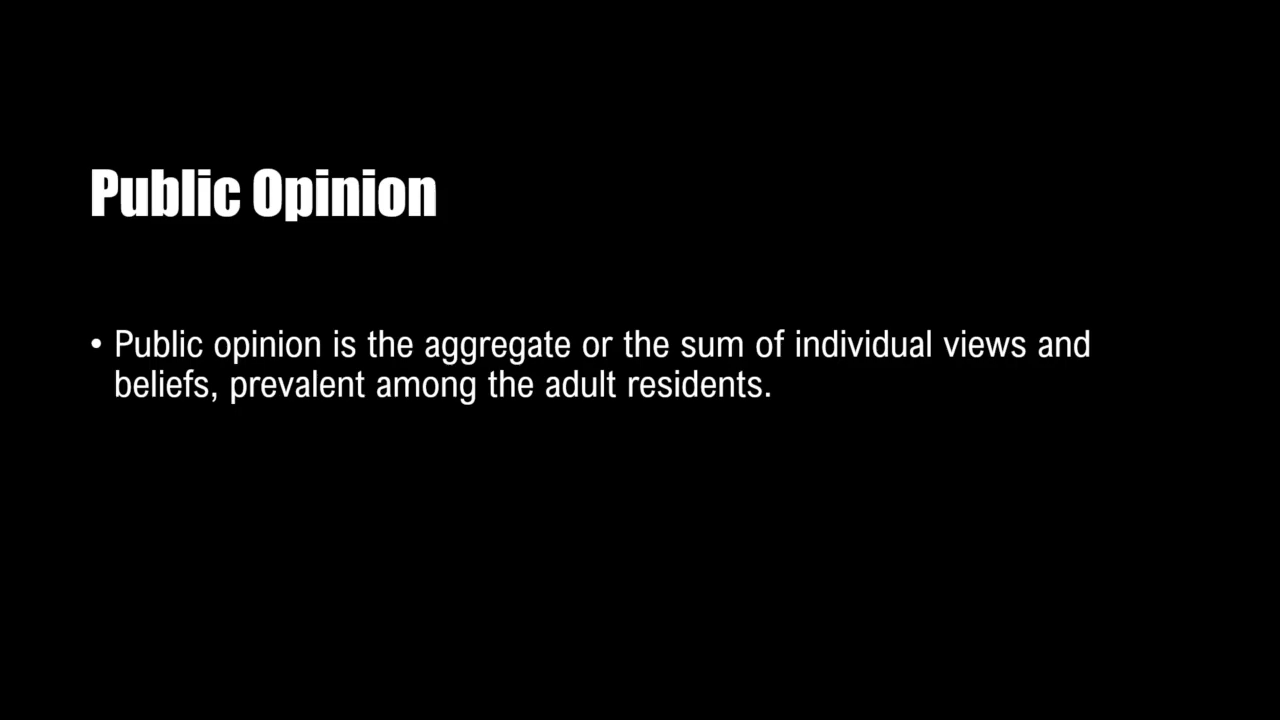 Public Opinion
• Public opinion is the aggregate or the sum of individual views and
beliefs, prevalent among the adult residents.